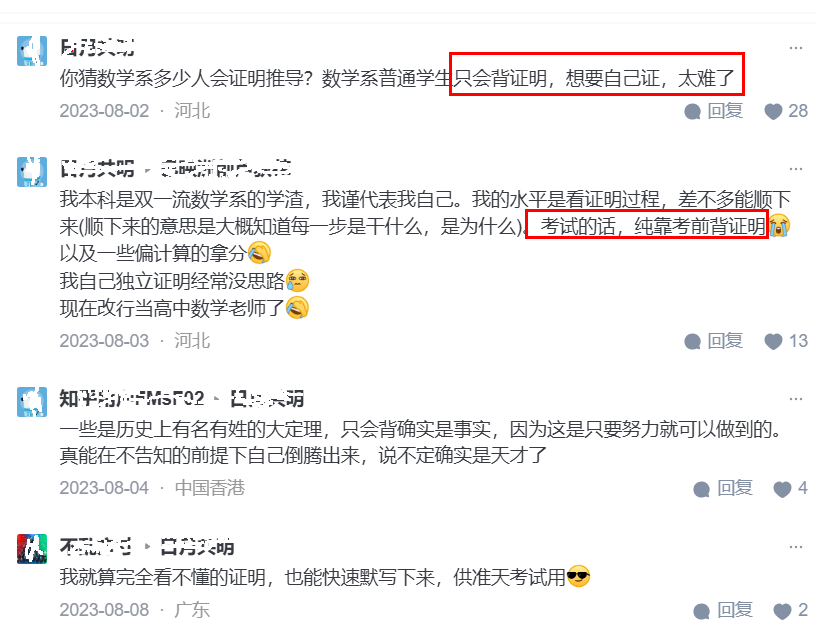 你猜数学系多少人会证明推导？数学系普通学生只会背证明，想要自己证，太难了
2023-08-02 · 河北
回复 28
我本科是双一流数学系的学渣，我谨代表我自己。我的水平是看证明过程，差不多能顺下
来(顺下来的意思是大概知道每一步是干什么，是为什么)。考试的话，纯靠考前背证明😭
以及一些偏计算的拿分🤣
我自己独立证明经常没思路😥
现在改行当高中数学老师了🤣
2023-08-03 · 河北
回复 13
一些是历史上有名有姓的大定理，只会背确实是事实，因为这是只要努力就可以做到的。
真能在不告知的前提下自己倒腾出来，说不定确实是天才了
2023-08-04 · 中国香港
回复 4
我就算完全看不懂的证明，也能快速默写下来，供准天考试用😎
2023-08-08 · 广东
回复 2